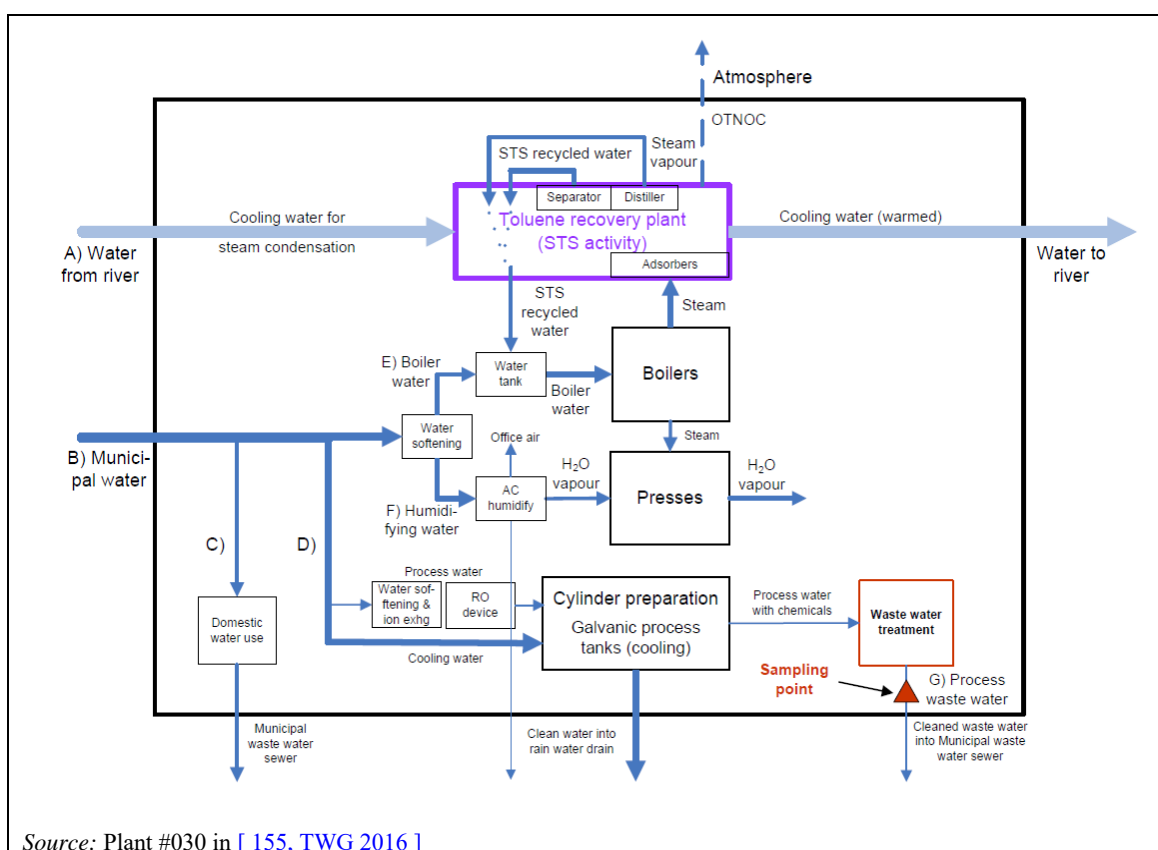 Atmosphere
OTNOC
STS recycled water
Steam
vapour
Separator
Distiller
Cooling water for
steam condensation
Toluene recovery plant
(STS activity)
Cooling water (warmed)
A) Water
from river
Adsorbers
Water to
river
STS
recycled
water
Steam
E) Boiler
water
Water
tank
Boiler
water
Boilers
Water
softening
Office air
Steam
B) Munici-
pal water
H2O
vapour
H2O
vapour
AC
humidify
Presses
F) Humidi-
fying water
C)
D)
Process water
Water sof-
ftening &
ion exhg
RO
device
Cylinder preparation
Galvanic process
tanks (cooling)
Process water
with chemicals
Waste water
treatment
Domestic
water use
Cooling water
Sampling
point
G) Process
waste water
Municipal
waste water
sewer
Clean water into
rain water drain
Cleaned waste water
into Municipal waste
water sewer
Source: Plant #030 in [ 155, TWG 2016 ]